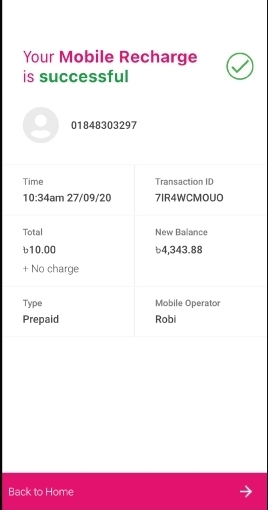 Your Mobile Recharge
is successful
01848303297
Time
10:34am 27/09/20
Transaction ID
7IR4WCMOUO
Total
৳10.00
+ No charge
New Balance
৳4,343.88
Type
Prepaid
Mobile Operator
Robi
Back to Home